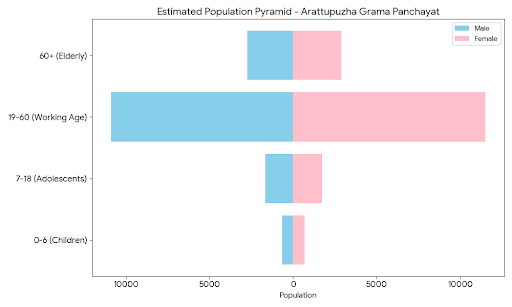 Estimated Population Pyramid - Arattupuzha Grama Panchayat
Male
Female
60+ (Elderly)
19-60 (Working Age)
7-18 (Adolescents)
0-6 (Children)
10000 5000 0 5000 10000
Population